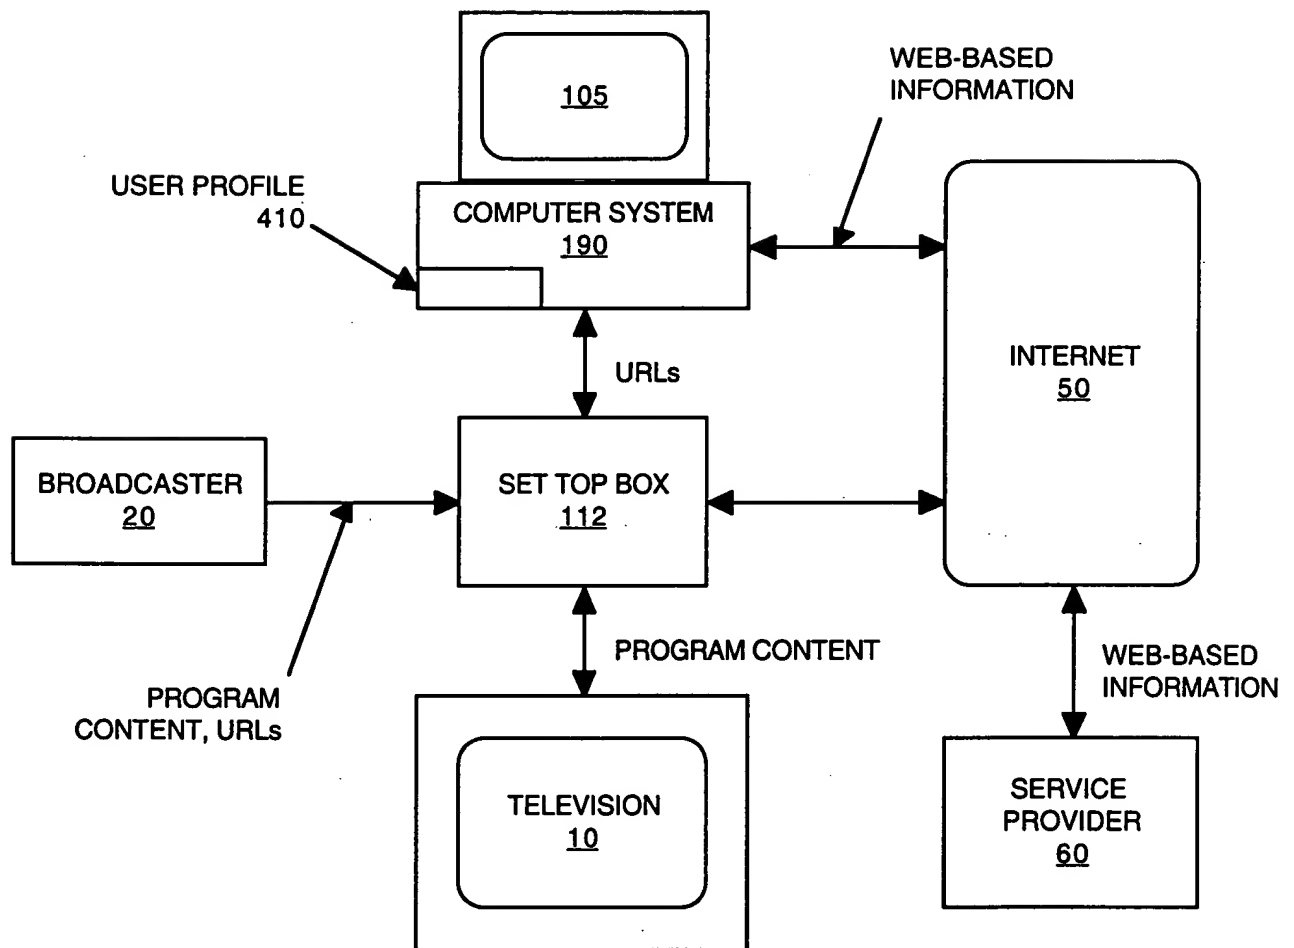 105
WEB-BASED
INFORMATION
USER PROFILE
410
COMPUTER SYSTEM
190
INTERNET
50
URLs
BROADCASTER
20
SET TOP BOX
112
PROGRAM CONTENT
PROGRAM
CONTENT, URLs
WEB-BASED
INFORMATION
TELEVISION
10
SERVICE
PROVIDER
60